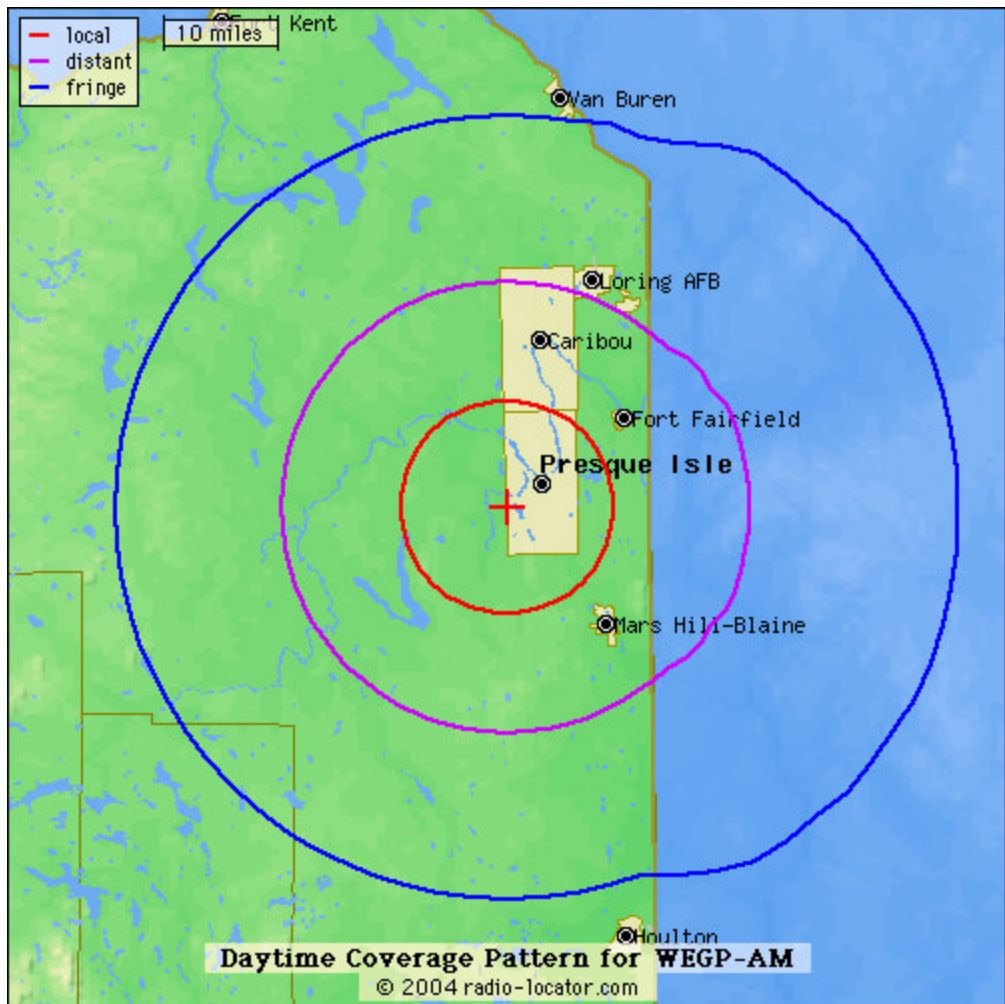 Fort Kent
local
10 miles
distant
fringe
Van Buren
Loring AFB
Caribou
Fort Fairfield
Presque Isle
Mars Hill-Blaine
Houlton
Daytime Coverage Pattern for WEGP-AM
© 2004 radio-locator.com